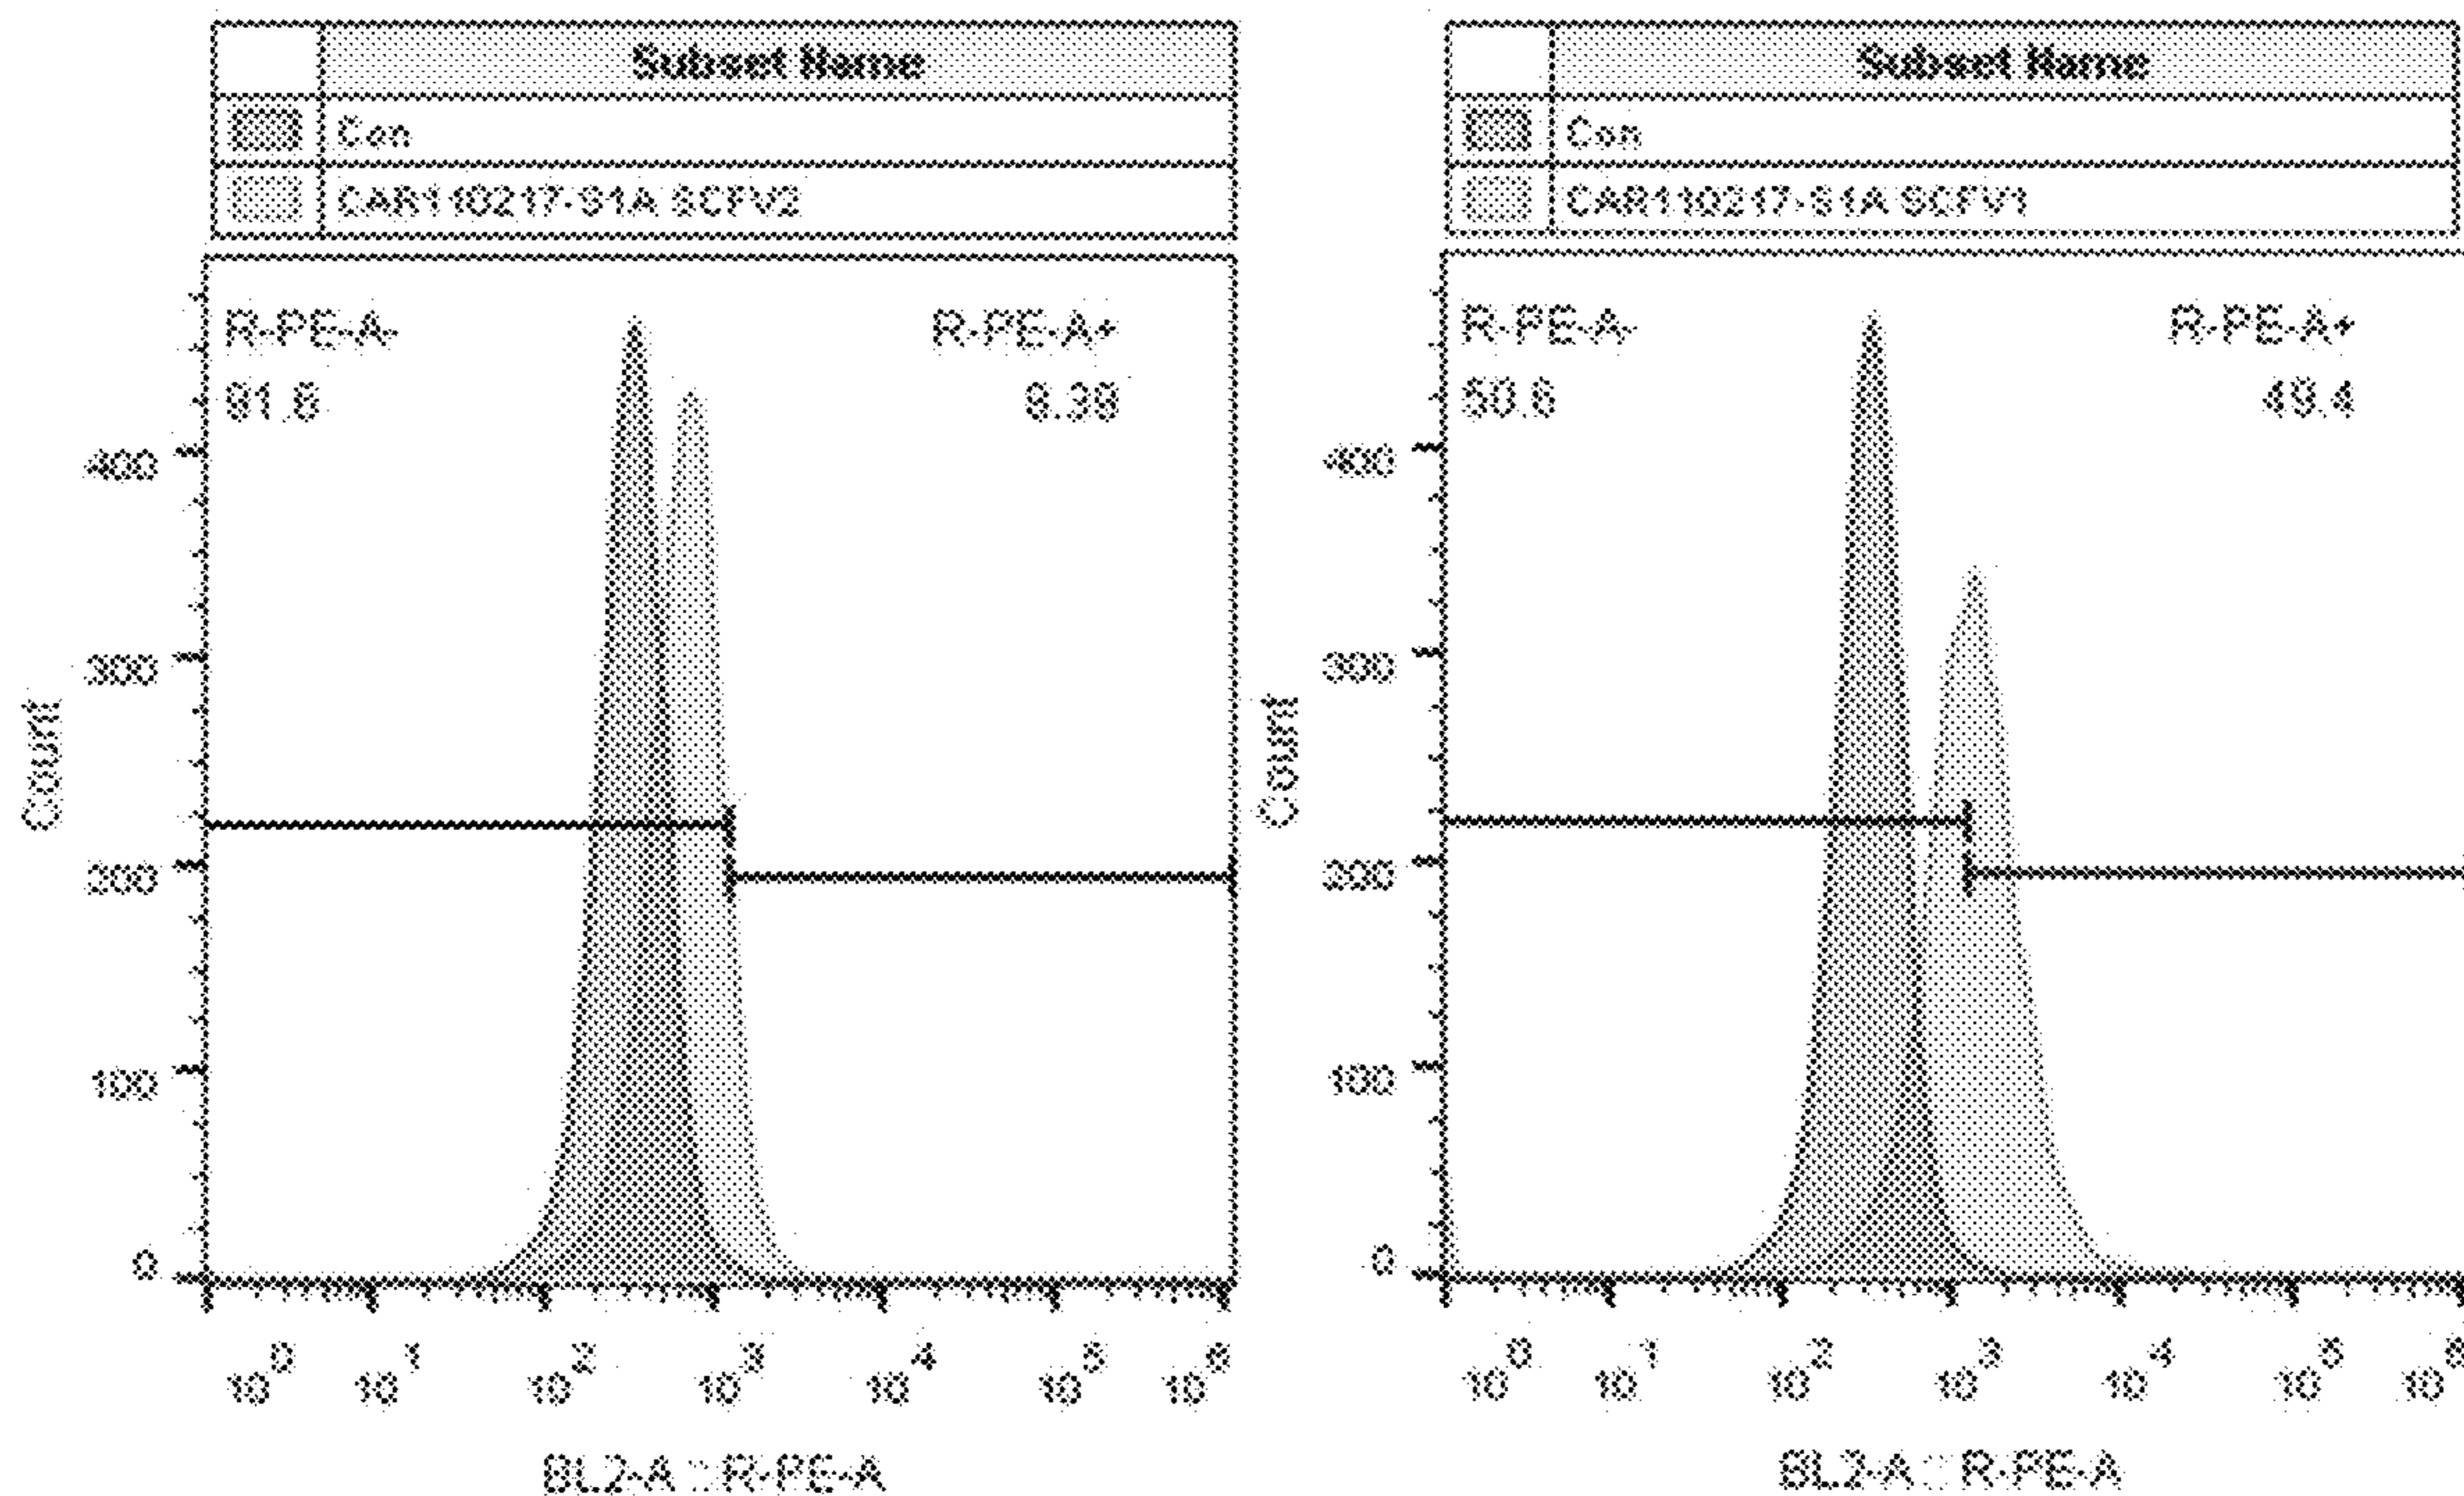 Subset Name
Con
CAR110217-S1A SCFV2
R-PE-A-
91.6
R-PE-A+
8.38
Count
400
300
200
100
0
10^0 10^1 10^2 10^3 10^4 10^5 10^6
BL2-A :: R-PE-A
Subset Name
Con
CAR110217-S1A SCFV1
R-PE-A-
50.6
R-PE-A+
49.4
Count
400
300
200
100
0
10^0 10^1 10^2 10^3 10^4 10^5 10^6
BL2-A :: R-PE-A